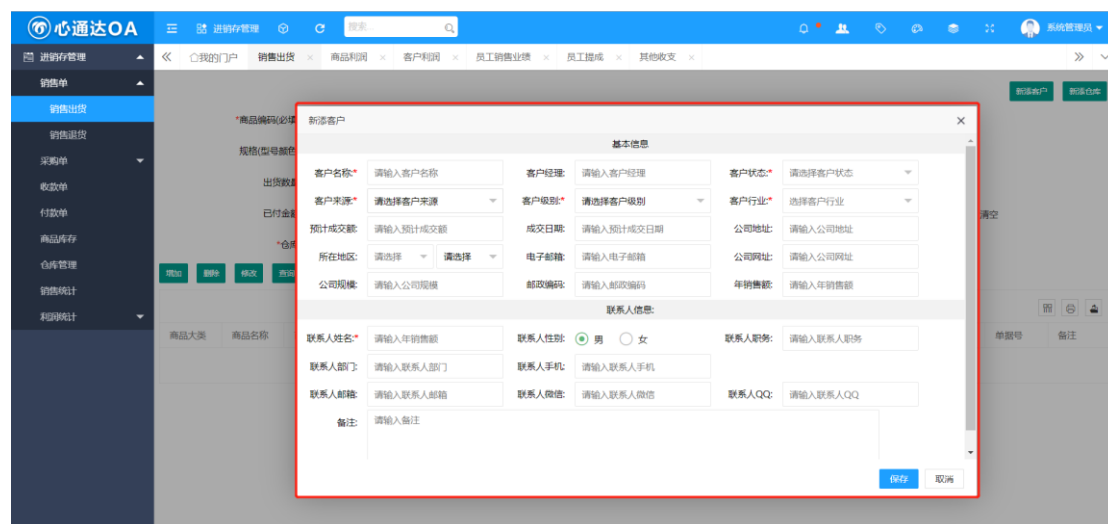 心通达OA 进销存管理 搜索 系统管理员
进销存管理 我的门户 销售出货 商品利润 客户利润 员工销售业绩 员工提成 其他收支
销售单
新添客户 新添仓库
销售出货
销售退货
采购单
收款单
付款单
商品库存
仓库管理
销售统计
利润统计
*商品编码(必填
规格(型号颜色
出货数量
已付金额
*仓库
清空
增加 删除 修改 查询
商品大类 商品名称 单据号 备注
新添客户
基本信息
客户名称:* 请输入客户名称 客户经理: 请输入客户经理 客户状态:* 请选择客户状态
客户来源:* 请选择客户来源 客户级别:* 请选择客户级别 客户行业:* 选择客户行业
预计成交额: 请输入预计成交额 成交日期: 请输入预计成交日期 公司地址: 请输入公司地址
所在地区: 请选择 请选择 电子邮箱: 请输入电子邮箱 公司网址: 请输入公司网址
公司规模: 请输入公司规模 邮政编码: 请输入邮政编码 年销售额: 请输入年销售额
联系人信息:
联系人姓名:* 请输入年销售额 联系人性别: 男 女 联系人职务: 请输入联系人职务
联系人部门: 请输入联系人部门 联系人手机: 请输入联系人手机
联系人邮箱: 请输入联系人邮箱 联系人微信: 请输入联系人微信 联系人QQ: 请输入联系人QQ
备注: 请输入备注
保存 取消